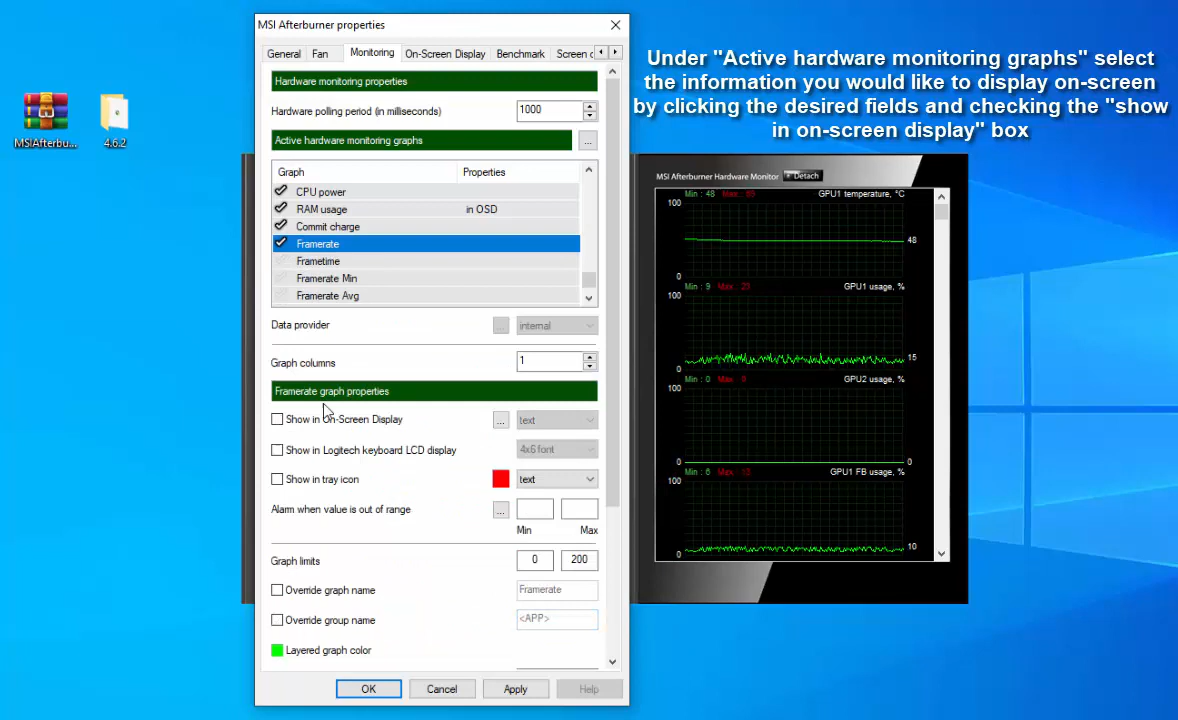 MSI Afterburner properties
General Fan Monitoring On-Screen Display Benchmark Screen c
Hardware monitoring properties
Hardware polling period (in milliseconds) 1000
Active hardware monitoring graphs ...
Graph Properties
CPU power
RAM usage in OSD
Commit charge
Framerate
Frametime
Framerate Min
Framerate Avg
Data provider ... internal
Graph columns 1
Framerate graph properties
Show in On-Screen Display ... text
Show in Logitech keyboard LCD display 4x6 font
Show in tray icon text
Alarm when value is out of range ...
Min Max
Graph limits 0 200
Override graph name Framerate
Override group name <APP>
Layered graph color
OK Cancel Apply Help
MSIAfterbu... 4.6.2
Under "Active hardware monitoring graphs" select
the information you would like to display on-screen
by clicking the desired fields and checking the "show
in on-screen display" box
MSI Afterburner Hardware Monitor Detach
Min : 48 Max : GPU1 temperature, °C
100
48
0
Min : 9 Max : 21 GPU1 usage, %
100
15
0
Min : 0 Max : GPU2 usage, %
100
0
0
Min : 6 Max : 13 GPU1 FB usage, %
100
10
0